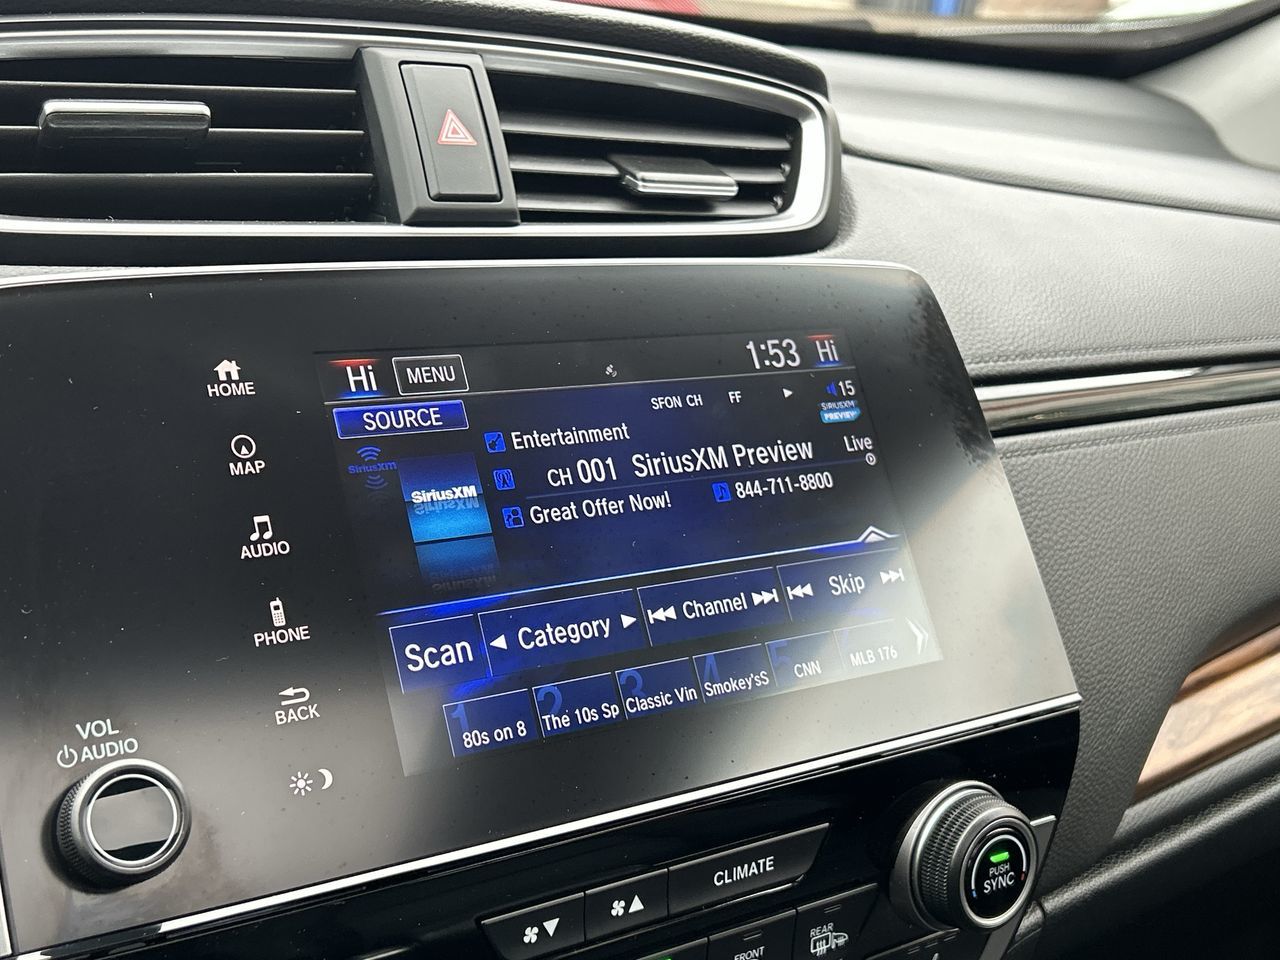 Hi MENU 1:53 Hi
SOURCE SFON CH FF 15
SIRIUSXM
PREVIEW
SiriusXM
SiriusXM
Entertainment
CH 001 SiriusXM Preview Live
Great Offer Now! 844-711-8800
Scan Category Channel Skip
1 80s on 8
2 The 10s Sp
3 Classic Vin
4 Smokey'sS
5 CNN
MLB 176
HOME
MAP
AUDIO
PHONE
BACK
VOL
AUDIO
CLIMATE
PUSH
SYNC
FRONT
REAR